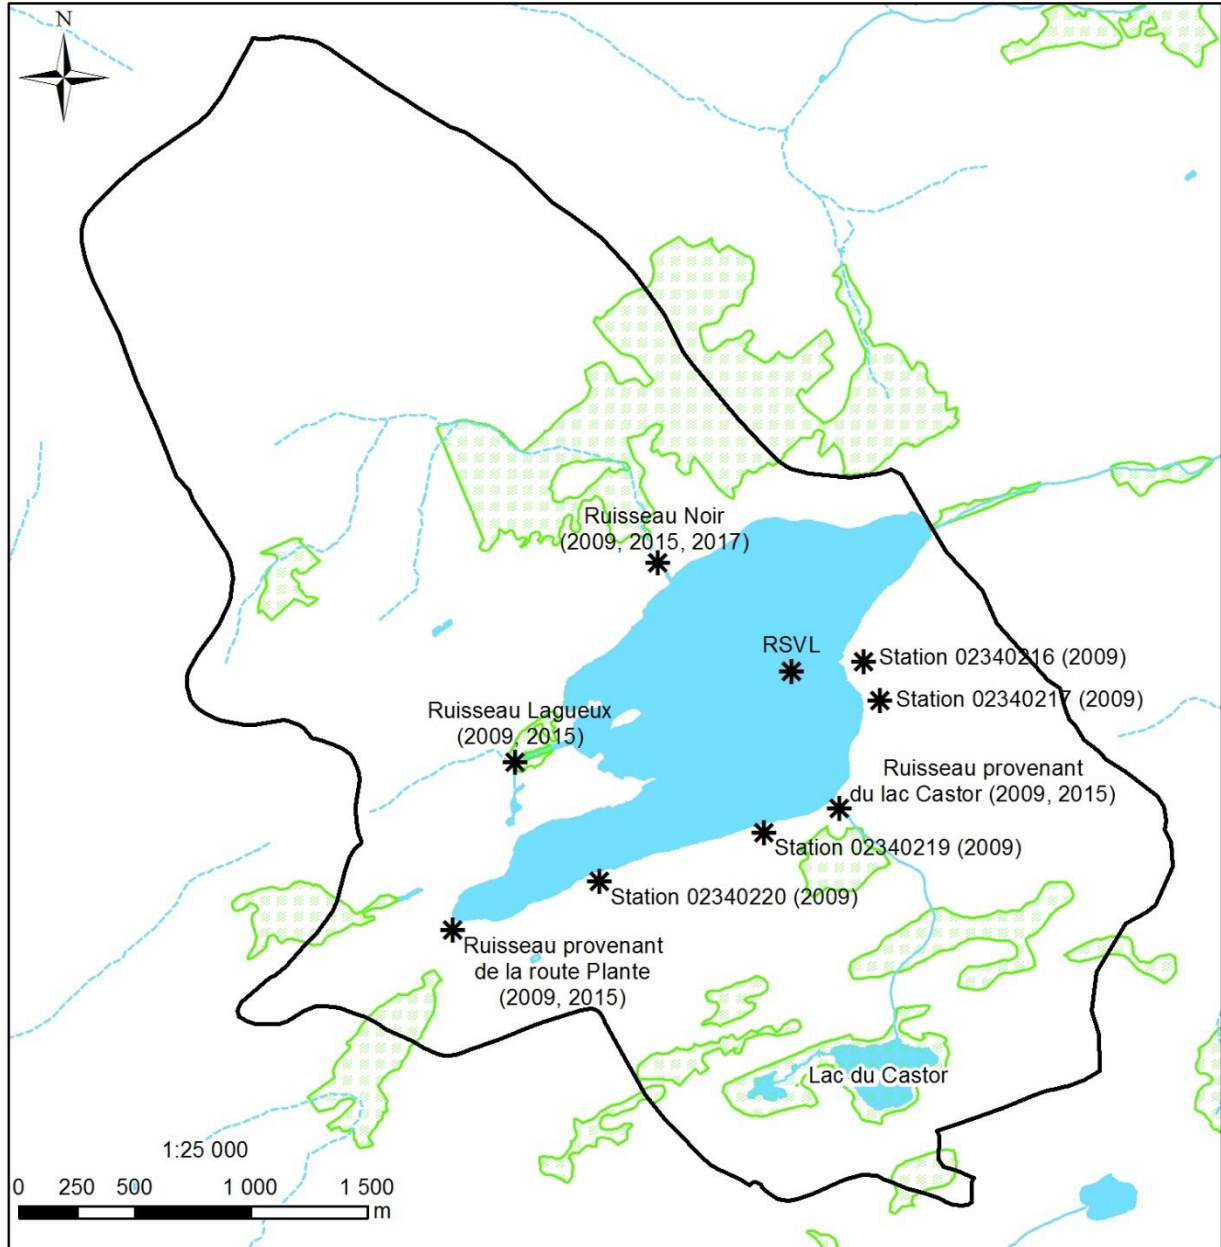 N
Ruisseau Noir
(2009, 2015, 2017)
RSVL
Station 02340216 (2009)
Station 02340217 (2009)
Ruisseau Lagueux
(2009, 2015)
Ruisseau provenant
du lac Castor (2009, 2015)
Station 02340219 (2009)
Station 02340220 (2009)
Ruisseau provenant
de la route Plante
(2009, 2015)
Lac du Castor
1:25 000
0 250 500 1 000 1 500
m